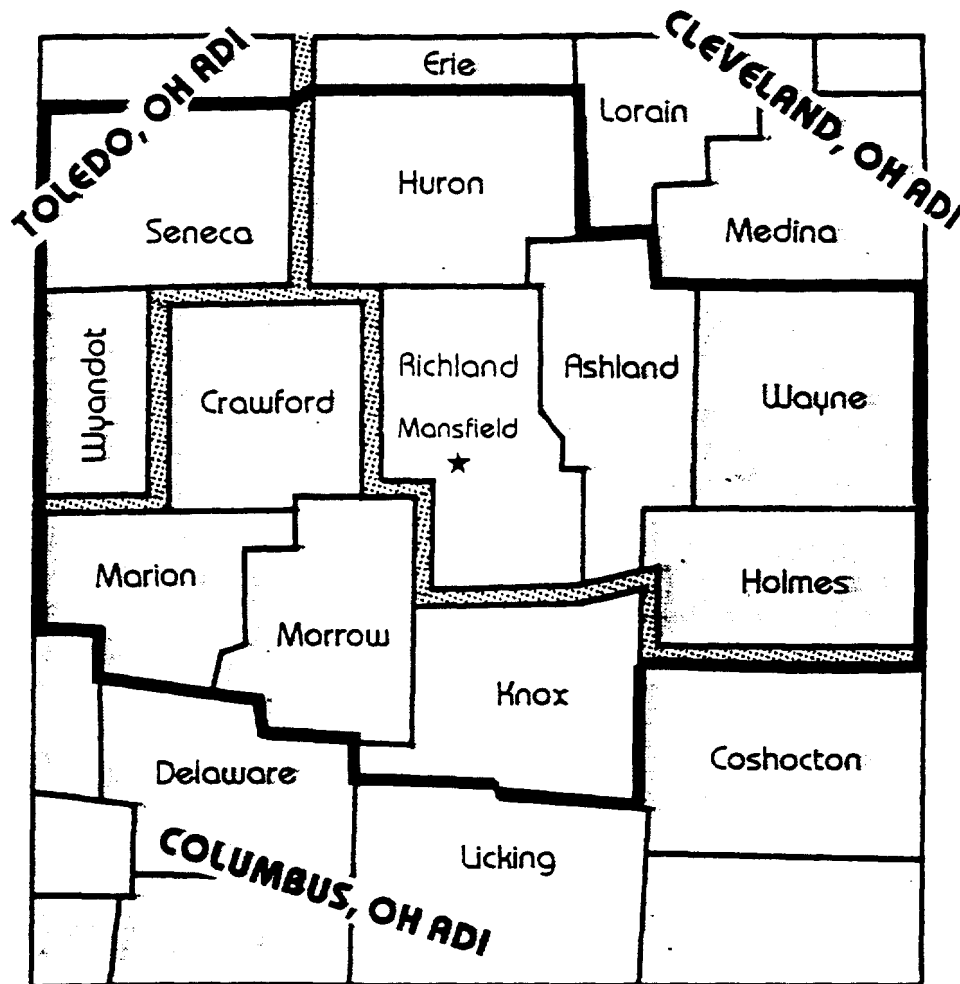 TOLEDO, OH ADI
CLEVELAND, OH ADI
Erie
Lorain
Huron
Seneca
Medina
Wyandot
Crawford
Richland
Mansfield
Ashland
Wayne
Marion
Morrow
Holmes
Knox
Coshocton
Delaware
Licking
COLUMBUS, OH ADI